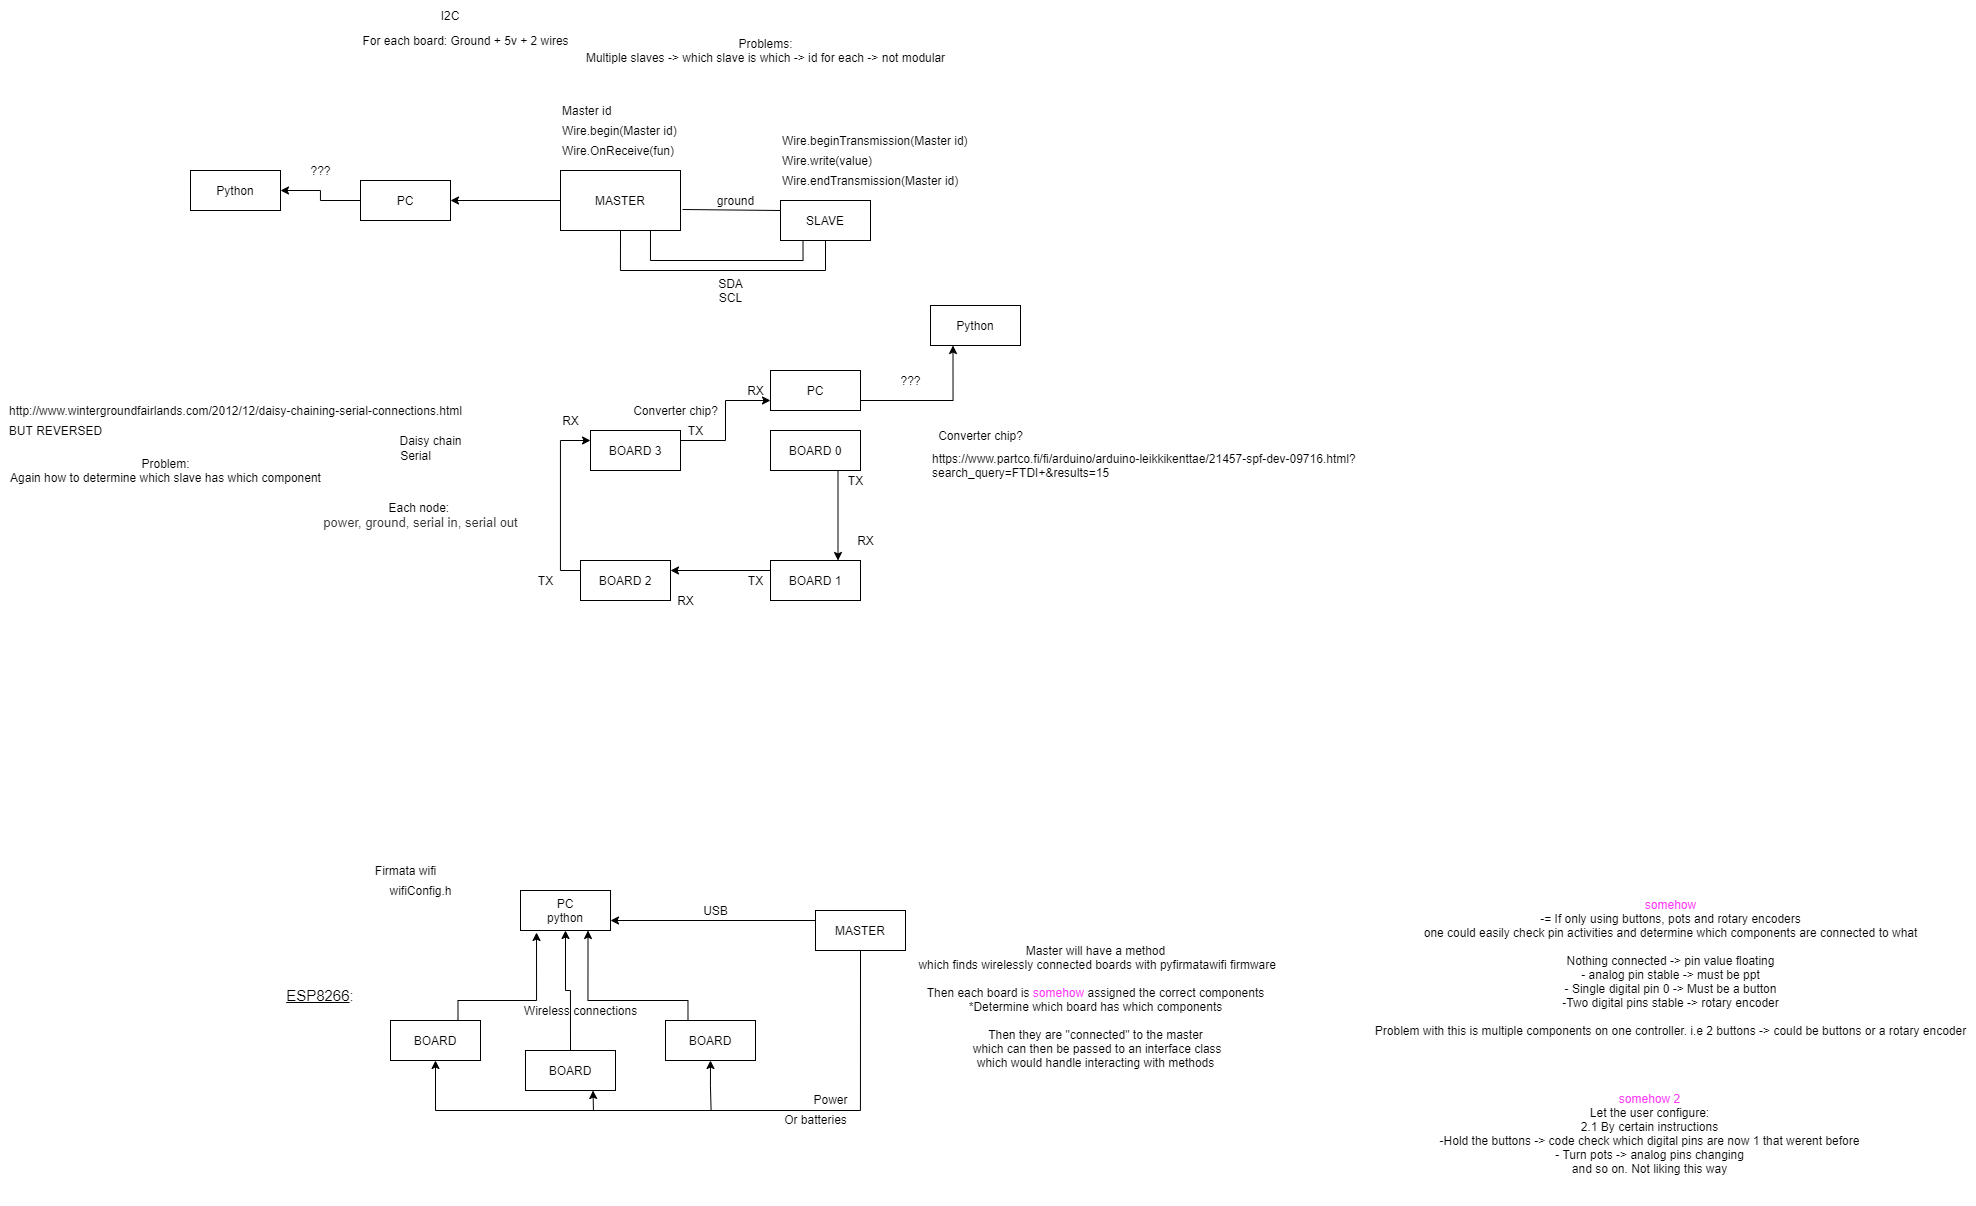 I2C
For each board: Ground + 5v + 2 wires
Problems:
Multiple slaves -> which slave is which -> id for each -> not modular
Master id
Wire.begin(Master id)
Wire.OnReceive(fun)
Wire.beginTransmission(Master id)
Wire.write(value)
Wire.endTransmission(Master id)
???
Python
PC
MASTER
ground
SLAVE
SDA
SCL
Python
PC
???
RX
http://www.wintergroundfairlands.com/2012/12/daisy-chaining-serial-connections.html
BUT REVERSED
Converter chip?
RX
TX
Daisy chain
Serial
BOARD 3
BOARD 0
Converter chip?
https://www.partco.fi/fi/arduino/arduino-leikkikenttae/21457-spf-dev-09716.html?
search_query=FTDI+&results=15
Problem:
Again how to determine which slave has which component
TX
Each node:
power, ground, serial in, serial out
RX
TX
BOARD 2
TX
BOARD 1
RX
Firmata wifi
wifiConfig.h
PC
python
USB
MASTER
Master will have a method
which finds wirelessly connected boards with pyfirmatawifi firmware
Then each board is somehow assigned the correct components
*Determine which board has which components
Then they are "connected" to the master
which can then be passed to an interface class
which would handle interacting with methods
ESP8266:
Wireless connections
BOARD
BOARD
BOARD
Power
Or batteries
somehow
-= If only using buttons, pots and rotary encoders
one could easily check pin activities and determine which components are connected to what
Nothing connected -> pin value floating
- analog pin stable -> must be ppt
- Single digital pin 0 -> Must be a button
-Two digital pins stable -> rotary encoder
Problem with this is multiple components on one controller. i.e 2 buttons -> could be buttons or a rotary encoder
somehow 2
Let the user configure:
2.1 By certain instructions
-Hold the buttons -> code check which digital pins are now 1 that werent before
- Turn pots -> analog pins changing
and so on. Not liking this way